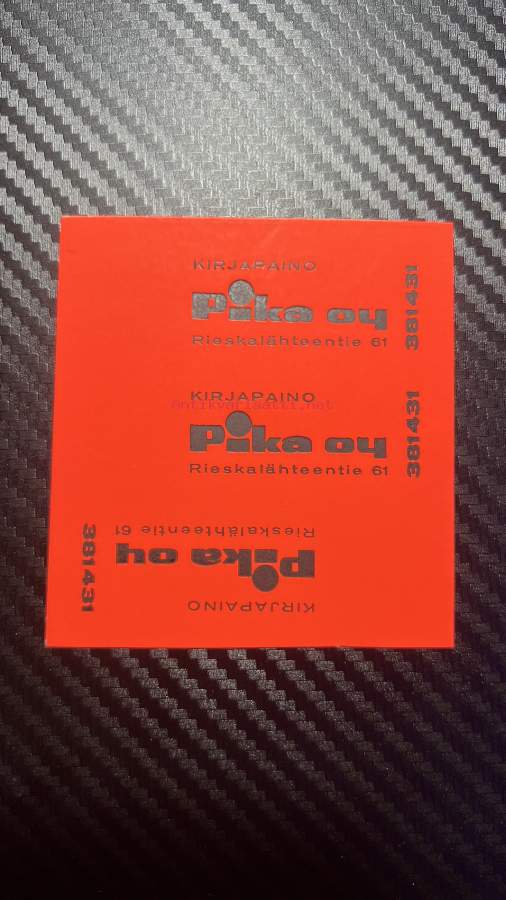 KIRJAPAINO
Pika oy
Rieskalähteentie 61
381431
KIRJAPAINO
antikvariaatti.net
Pika oy
Rieskalähteentie 61
381431
KIRJAPAINO
Pika oy
Rieskalähteentie 61
381431